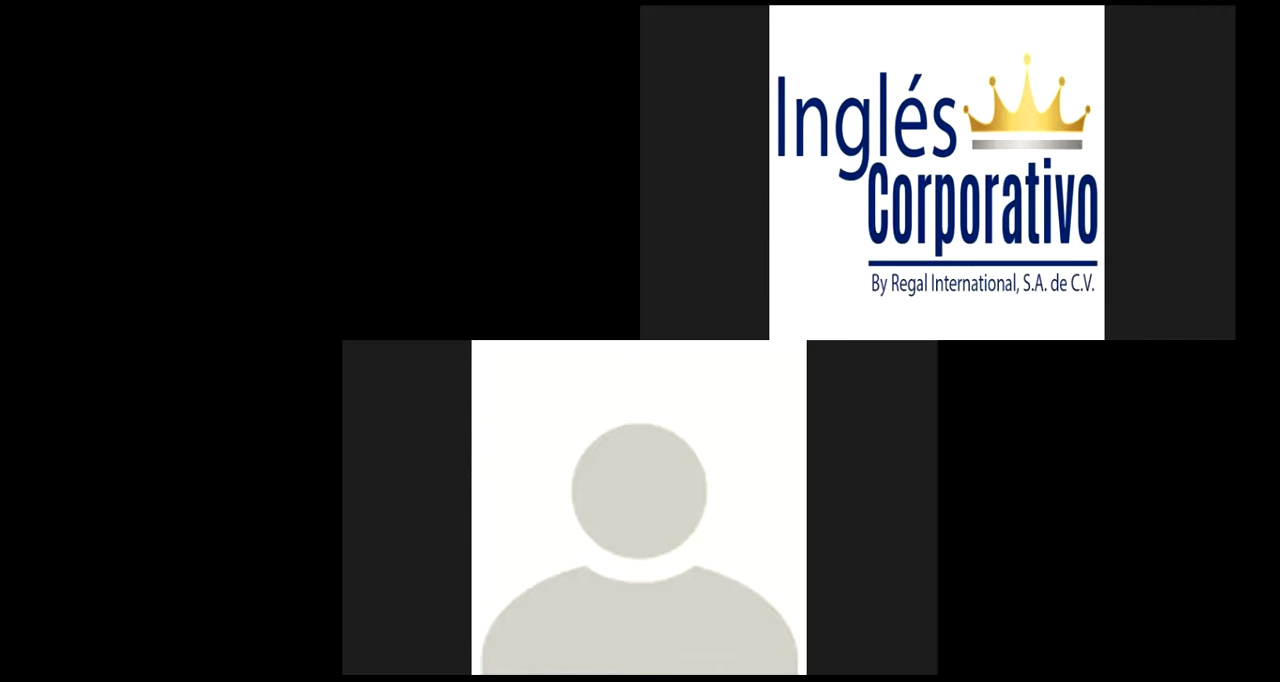 Inglés
Corporativo
By Regal International, S.A. de C.V.